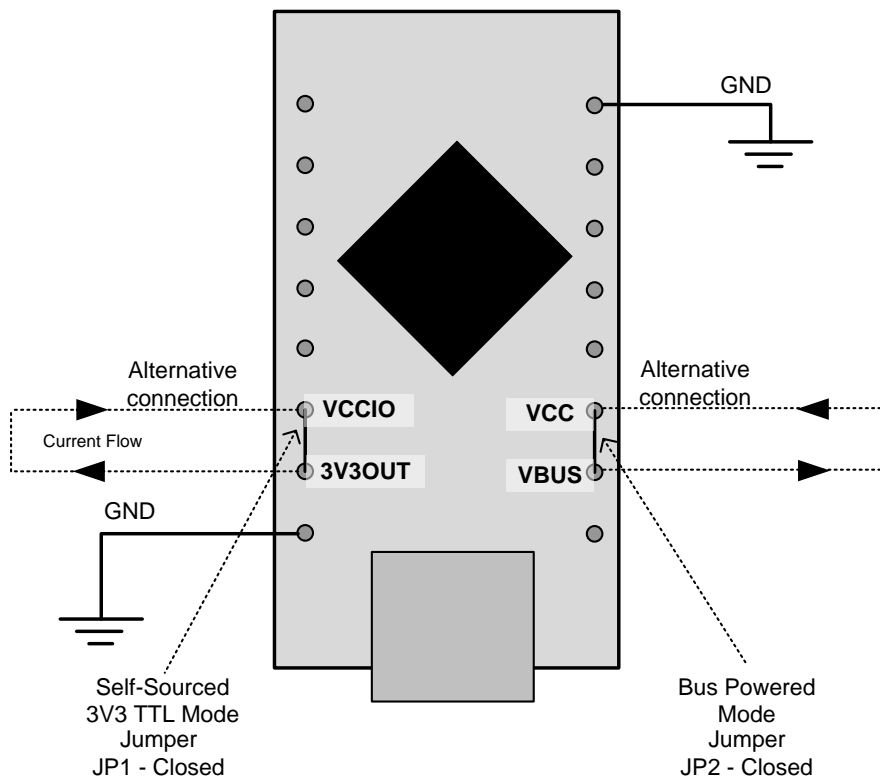 GND
Alternative
connection
Alternative
connection
VCCIO
VCC
Current Flow
3V3OUT
VBUS
GND
Self-Sourced
3V3 TTL Mode
Jumper
JP1 - Closed
Bus Powered
Mode
Jumper
JP2 - Closed